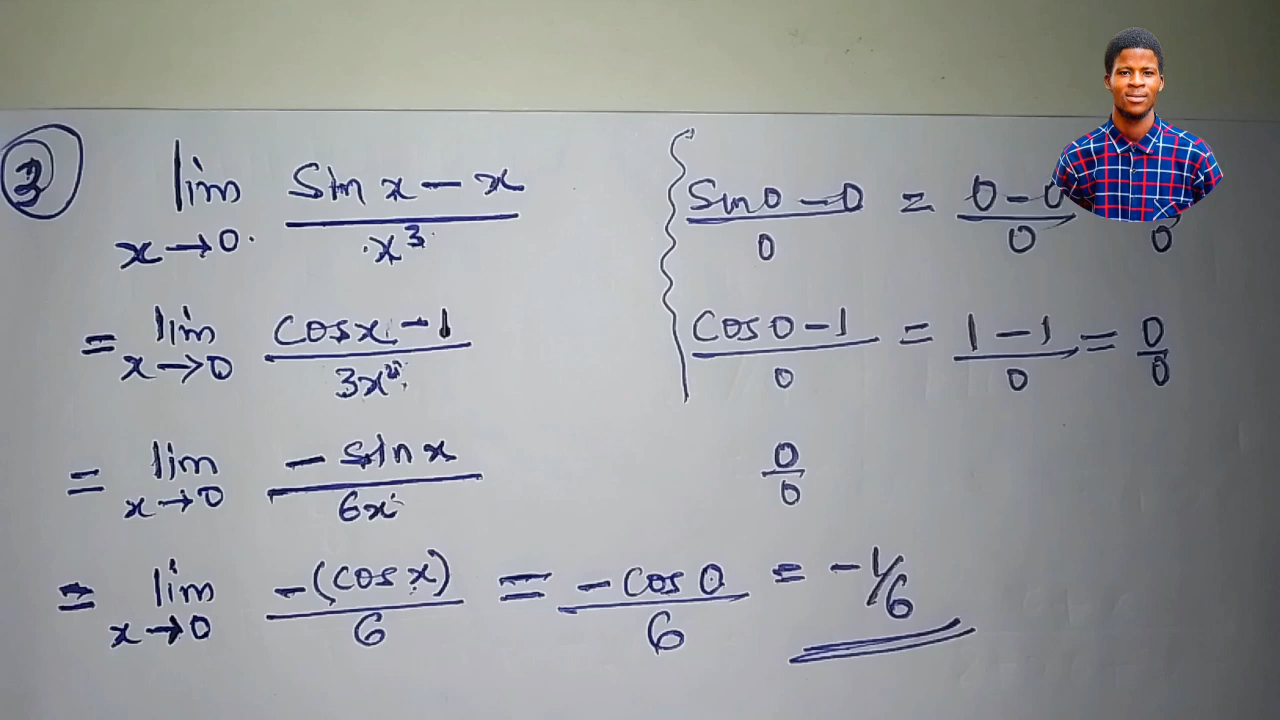 ③ lim x→0 (Sin x − x)/x³
(Sin 0 − 0)/0 = (0 − 0)/0 0
= lim x→0 (Cos x − 1)/3x²
(Cos 0 − 1)/0 = (1 − 1)/0 = 0/0
= lim x→0 (− Sin x)/6x
0/0
= lim x→0 −(Cos x)/6 = (− Cos 0)/6 = −1/6